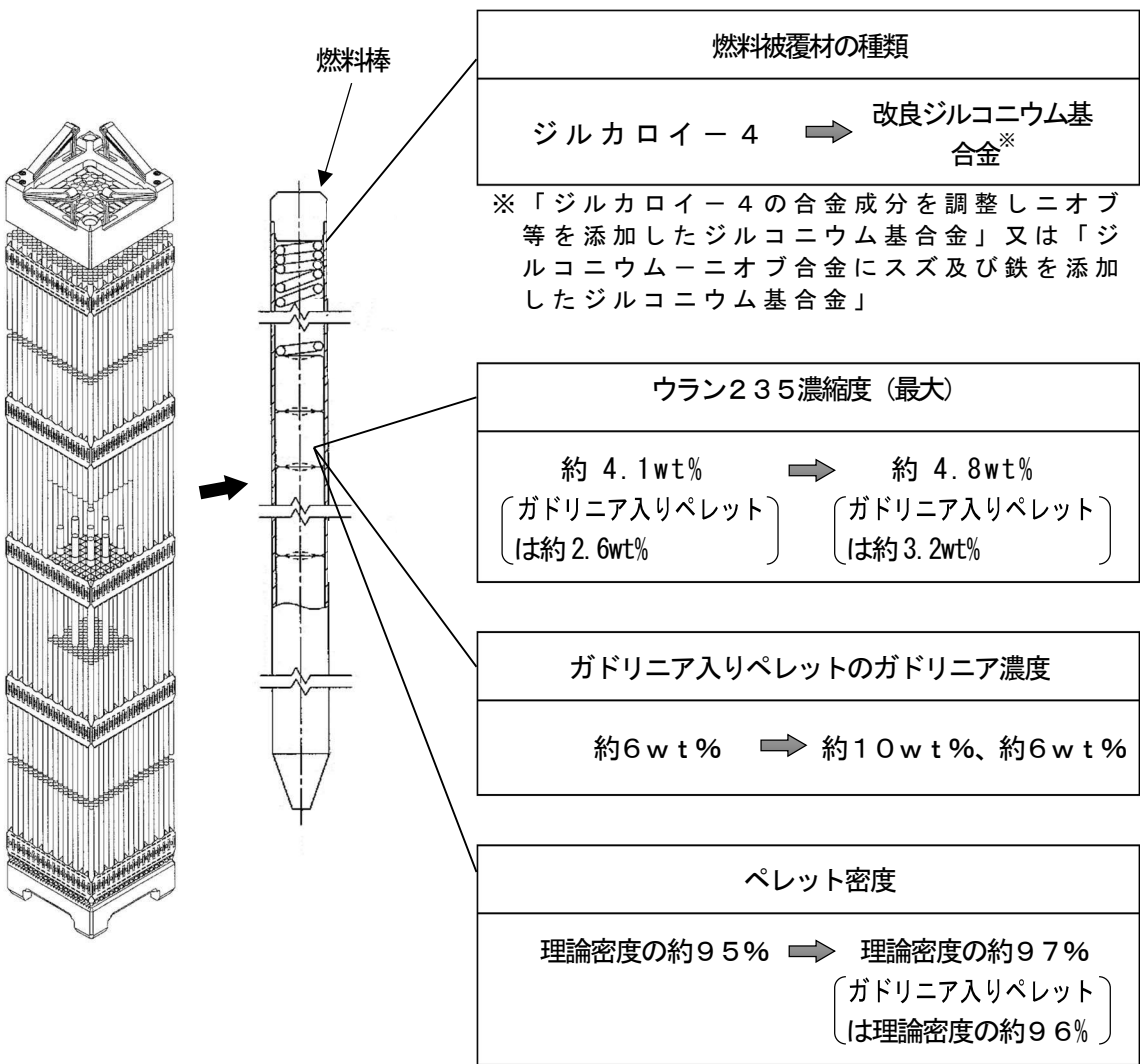 燃料棒
燃料被覆材の種類
ジルカロイー4
改良ジルコニウム基
合金※
※「ジルカロイー4の合金成分を調整しニオブ
等を添加したジルコニウム基合金」又は「ジ
ルコニウムーニオブ合金にスズ及び鉄を添加
したジルコニウム基合金」
ウラン235濃縮度(最大)
約 4.1wt%
約 4.8wt%
ガドリニア入りペレット
は約2.6wt%
ガドリニア入りペレット
は約3.2wt%
ガドリニア入りペレットのガドリニア濃度
約6wt%
約10wt%、約6wt%
ペレット密度
理論密度の約95%
理論密度の約97%
ガドリニア入りペレット
は理論密度の約96%